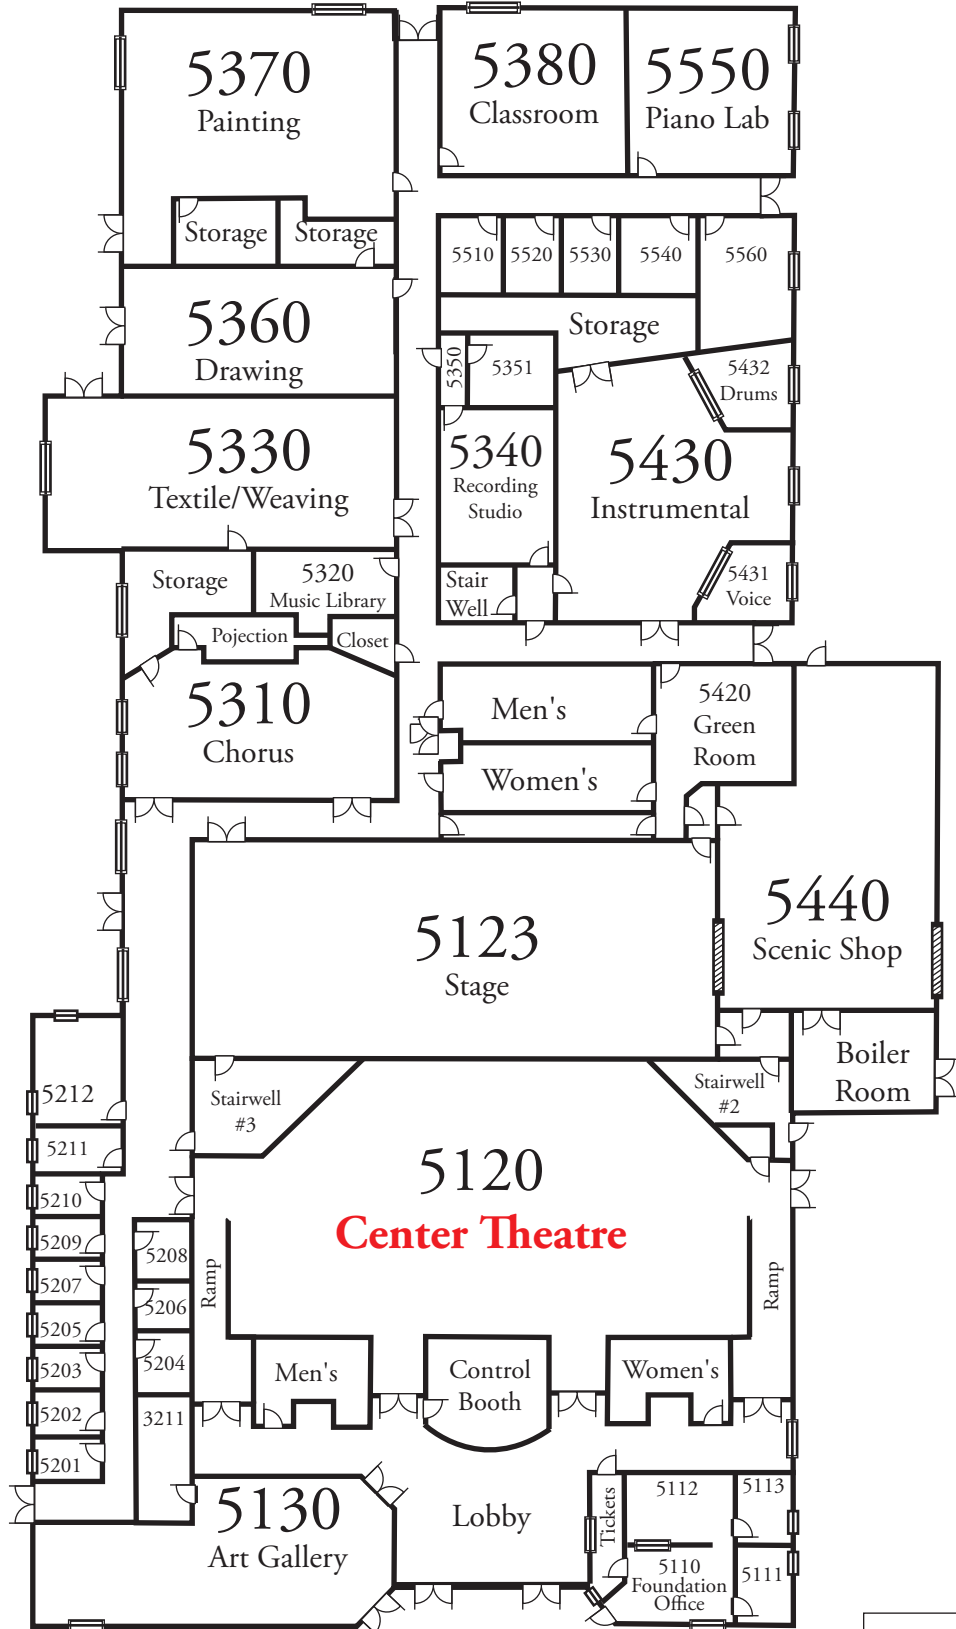 5370
Painting
Storage
Storage
5380
Classroom
5550
Piano Lab
5360
Drawing
5510
5520
5530
5540
5560
Storage
5350
5351
5432
Drums
5330
Textile/Weaving
5340
Recording
Studio
5430
Instrumental
Storage
5320
Music Library
Stair
Well
5431
Voice
Pojection
Closet
5310
Chorus
Men's
Women's
5420
Green
Room
5123
Stage
5440
Scenic Shop
Boiler
Room
5212
5211
5210
5209
5207
5205
5203
5202
5201
5208
5206
5204
3211
Stairwell
#3
Stairwell
#2
5120
Center Theatre
Ramp
Ramp
Men's
Control
Booth
Women's
5130
Art Gallery
Lobby
Tickets
5112
5113
5110
Foundation
Office
5111